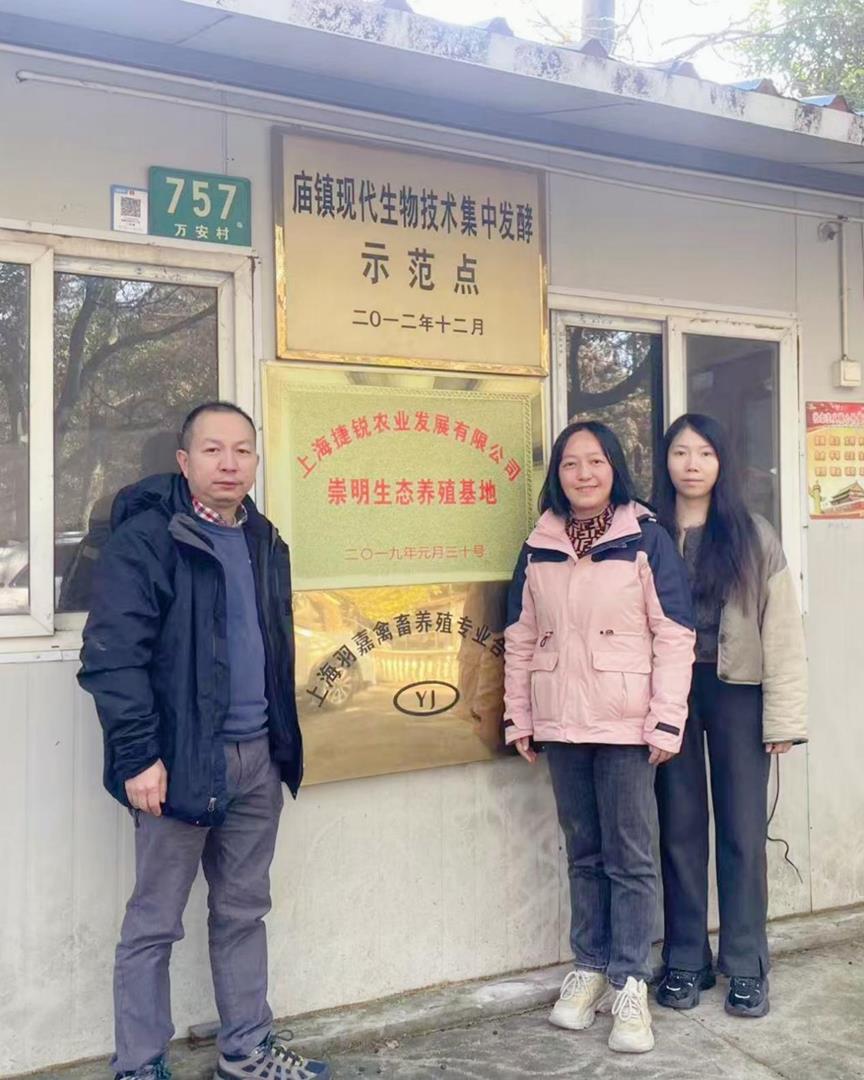 757
万安村
庙镇现代生物技术集中发酵
示范点
二〇一二年十二月
上海捷锐农业发展有限公司
崇明生态养殖基地
二〇一九年元月三十号
上海羽嘉禽畜养殖专业合
YJ